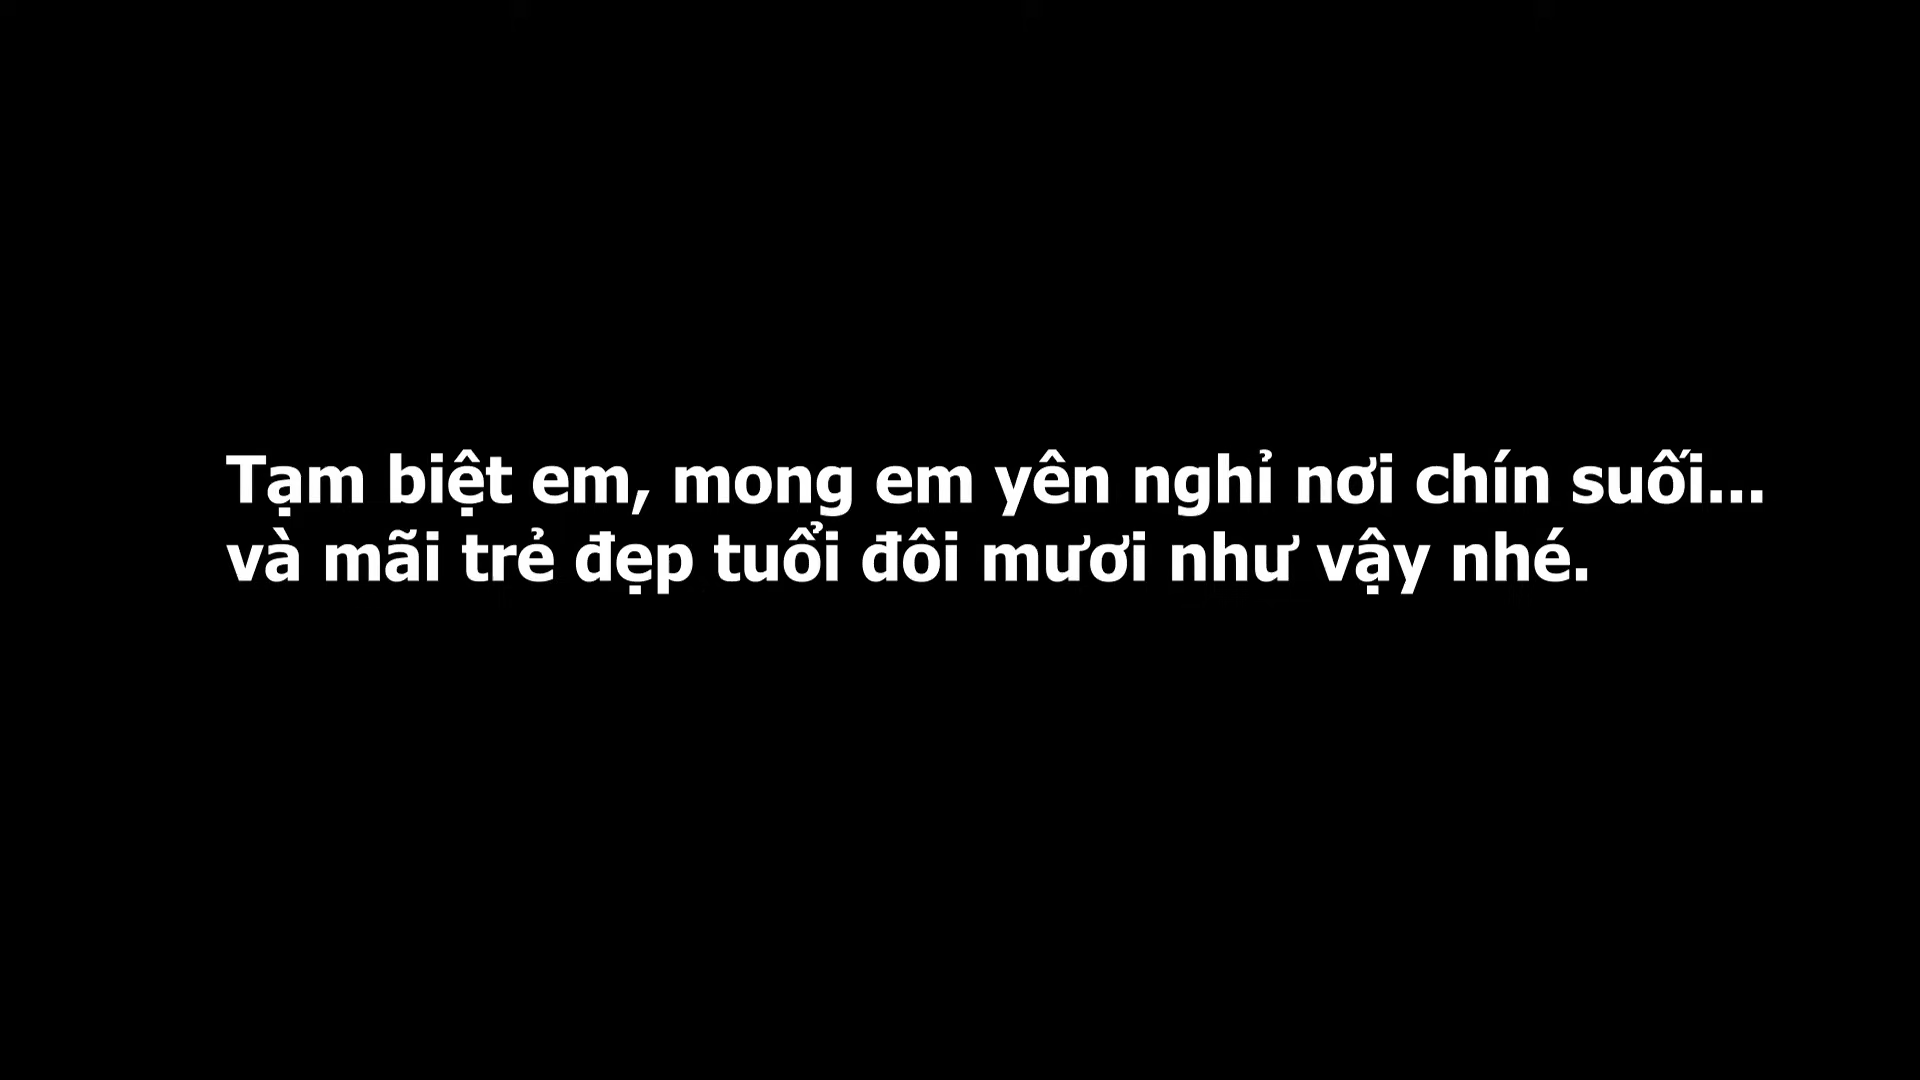 Tạm biệt em, mong em yên nghỉ nơi chín suối...
và mãi trẻ đẹp tuổi đôi mươi như vậy nhé.